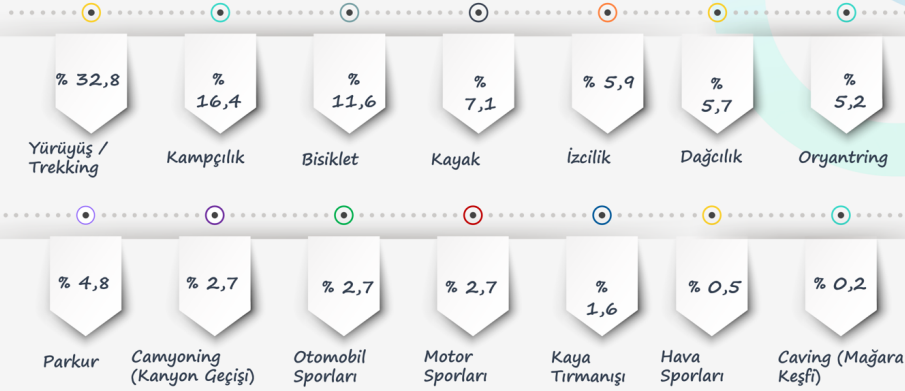 % 32,8
%
16,4
%
11,6
%
7,1
% 5,9
%
5,7
%
5,2
Yürüyüş /
Trekking
Kampçılık
Bisiklet
Kayak
İzcilik
Dağcılık
Oryantring
% 4,8
% 2,7
% 2,7
% 2,7
%
1,6
% 0,5
% 0,2
Parkur
Camyoning
(Kanyon Geçişi)
Otomobil
Sporları
Motor
Sporları
Kaya
Tırmanışı
Hava
Sporları
Caving (Mağara
Keşfi)